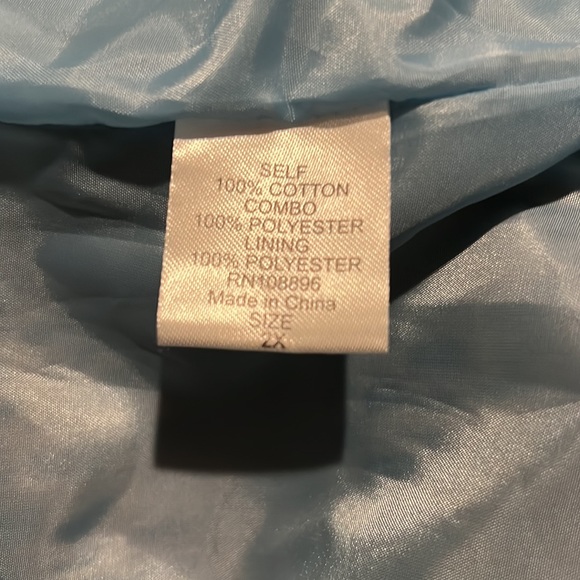 SELF
100% COTTON
COMBO
100% POLYESTER
LINING
100% POLYESTER
RN108896
Made in China
SIZE
2X